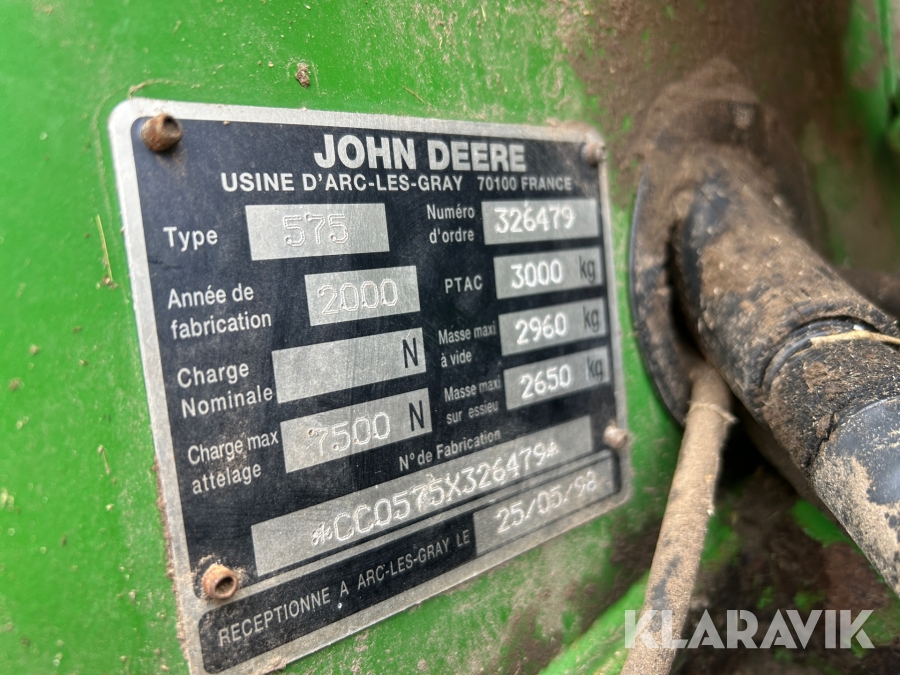 JOHN DEERE
USINE D'ARC-LES-GRAY 70100 FRANCE
Type 575
Numéro d'ordre 326479
Année de fabrication 2000
PTAC 3000 kg
Charge Nominale N
Masse maxi à vide 2960 kg
Charge max attelage 7500 N
Masse maxi sur essieu 2650 kg
N° de Fabrication
*CC0575X326479*
RECEPTIONNE A ARC-LES-GRAY LE 25/05/98
KLARAVIK